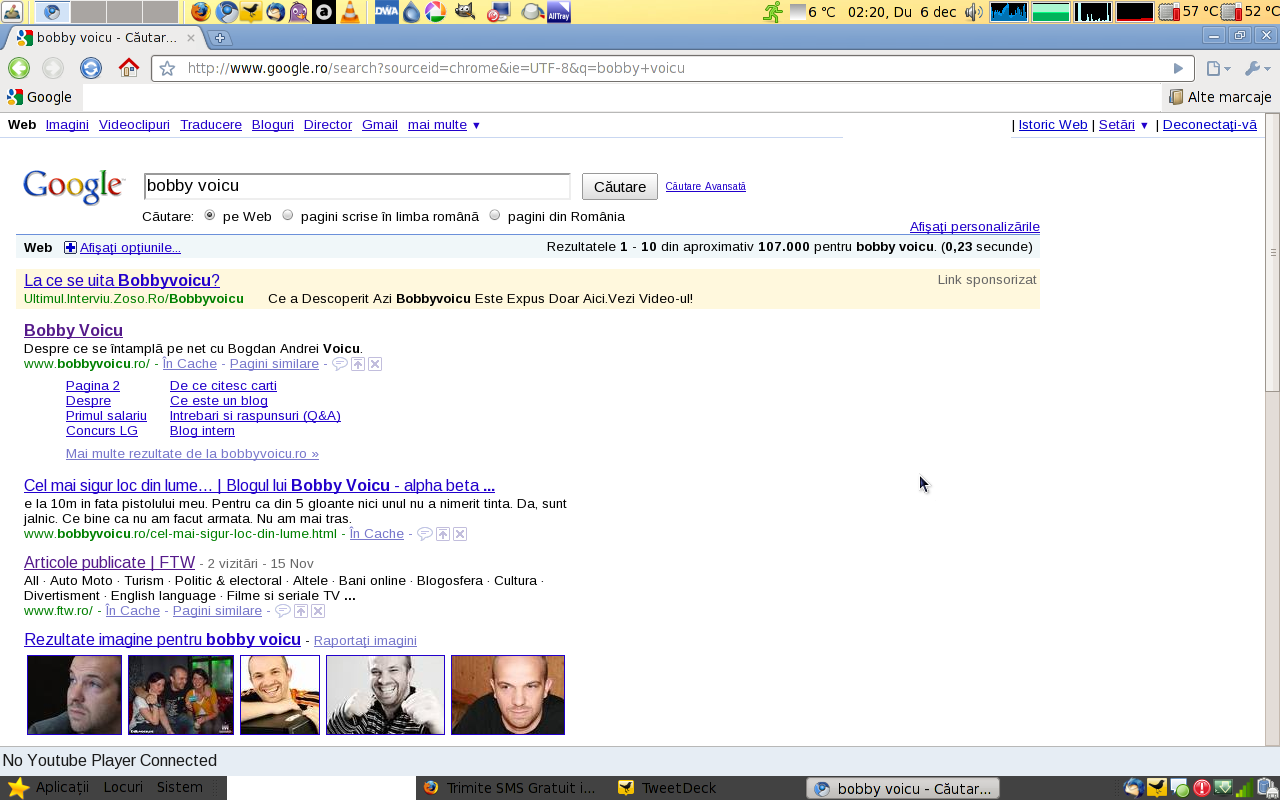 DWA
AllTray
6 °C
02:20, Du 6 dec
57 °C
52 °C
bobby voicu - Căutar...
http://www.google.ro/search?sourceid=chrome&ie=UTF-8&q=bobby+voicu
Google
Alte marcaje
Web Imagini Videoclipuri Traducere Bloguri Director Gmail mai multe ▼
| Istoric Web | Setări ▼ | Deconectaţi-vă
Google™
bobby voicu
Căutare
Căutare Avansată
Căutare: pe Web pagini scrise în limba română pagini din România
Afişaţi personalizările
Web Afişaţi opţiunile...
Rezultatele 1 - 10 din aproximativ 107.000 pentru bobby voicu. (0,23 secunde)
La ce se uita Bobbyvoicu?
Link sponsorizat
Ultimul.Interviu.Zoso.Ro/Bobbyvoicu Ce a Descoperit Azi Bobbyvoicu Este Expus Doar Aici.Vezi Video-ul!
Bobby Voicu
Despre ce se întamplă pe net cu Bogdan Andrei Voicu.
www.bobbyvoicu.ro/ - În Cache - Pagini similare -
Pagina 2 De ce citesc carti
Despre Ce este un blog
Primul salariu Intrebari si raspunsuri (Q&A)
Concurs LG Blog intern
Mai multe rezultate de la bobbyvoicu.ro »
Cel mai sigur loc din lume... | Blogul lui Bobby Voicu - alpha beta ...
e la 10m in fata pistolului meu. Pentru ca din 5 gloante nici unul nu a nimerit tinta. Da, sunt
jalnic. Ce bine ca nu am facut armata. Nu am mai tras.
www.bobbyvoicu.ro/cel-mai-sigur-loc-din-lume.html - În Cache -
Articole publicate | FTW - 2 vizitări - 15 Nov
All · Auto Moto · Turism · Politic & electoral · Altele · Bani online · Blogosfera · Cultura ·
Divertisment · English language · Filme si seriale TV ...
www.ftw.ro/ - În Cache - Pagini similare -
Rezultate imagine pentru bobby voicu - Raportaţi imagini
No Youtube Player Connected
Aplicații Locuri Sistem
Trimite SMS Gratuit i...
TweetDeck
bobby voicu - Căutar...